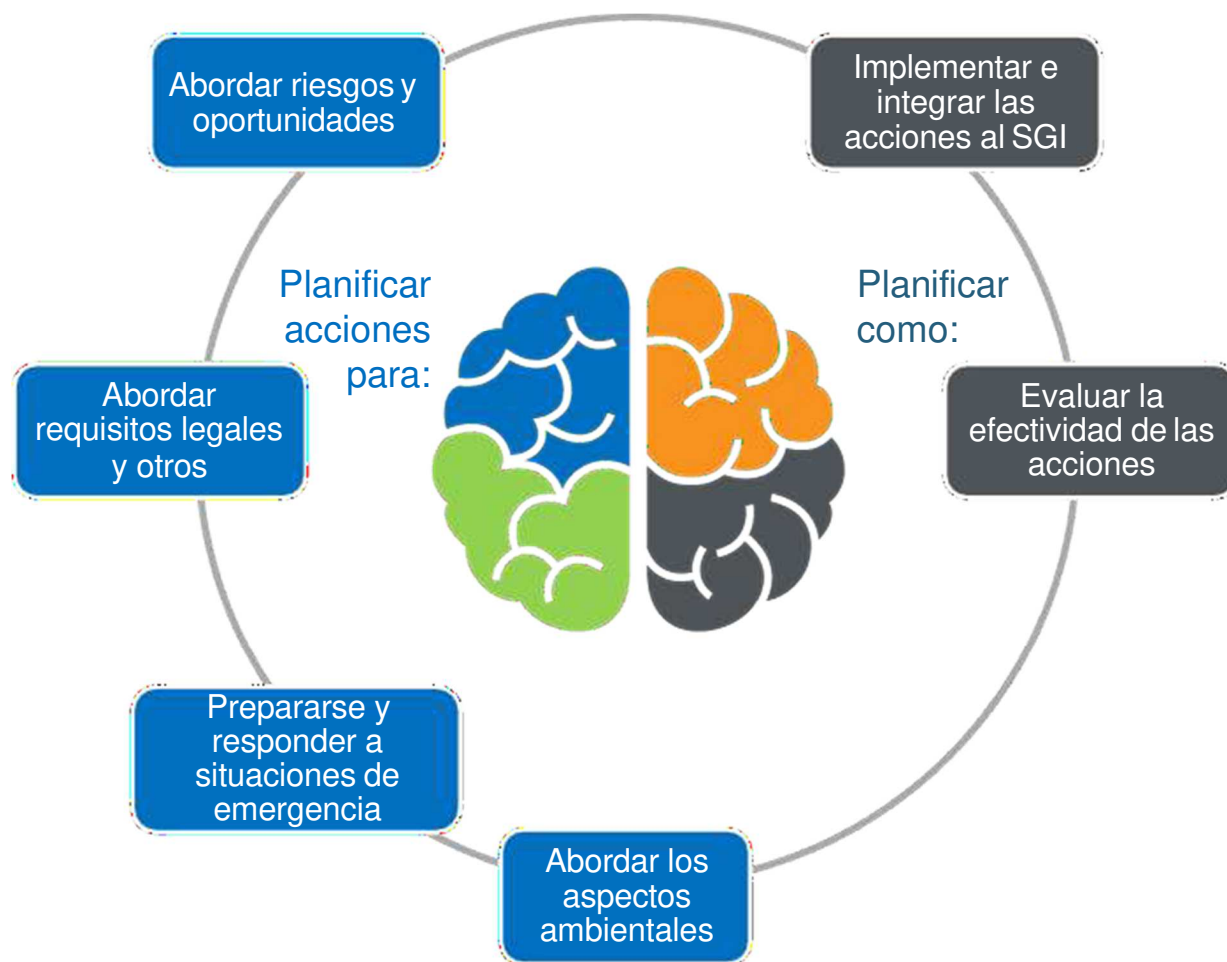 Abordar riesgos y
oportunidades
Implementar e
integrar las
acciones al SGI
Planificar
acciones
para:
Planificar
como:
Abordar
requisitos legales
y otros
Evaluar la
efectividad de las
acciones
Prepararse y
responder a
situaciones de
emergencia
Abordar los
aspectos
ambientales